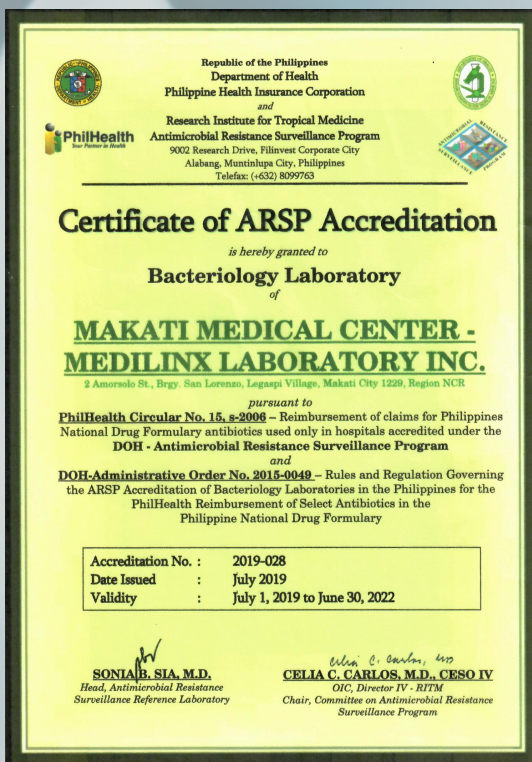 Republic of the Philippines
Department of Health
Philippine Health Insurance Corporation
and
Research Institute for Tropical Medicine
Antimicrobial Resistance Surveillance Program
9002 Research Drive, Filinvest Corporate City
Alabang, Muntinlupa City, Philippines
Telefax: (+632) 8099763
PhilHealth
Your Partner in Health
ANTIMICROBIAL RESISTANCE
SURVEILLANCE PROGRAM
Certificate of ARSP Accreditation
is hereby granted to
Bacteriology Laboratory
of
MAKATI MEDICAL CENTER -
MEDILINX LABORATORY INC.
2 Amorsolo St., Brgy. San Lorenzo, Legaspi Village, Makati City 1229, Region NCR
pursuant to
PhilHealth Circular No. 15, s-2006 – Reimbursement of claims for Philippines
National Drug Formulary antibiotics used only in hospitals accredited under the
DOH - Antimicrobial Resistance Surveillance Program
and
DOH-Administrative Order No. 2015-0049 – Rules and Regulation Governing
the ARSP Accreditation of Bacteriology Laboratories in the Philippines for the
PhilHealth Reimbursement of Select Antibiotics in the
Philippine National Drug Formulary
Accreditation No. : 2019-028
Date Issued : July 2019
Validity : July 1, 2019 to June 30, 2022
SONIA B. SIA, M.D.
Head, Antimicrobial Resistance
Surveillance Reference Laboratory
Celia C. Carlos, MD
CELIA C. CARLOS, M.D., CESO IV
OIC, Director IV - RITM
Chair, Committee on Antimicrobial Resistance
Surveillance Program